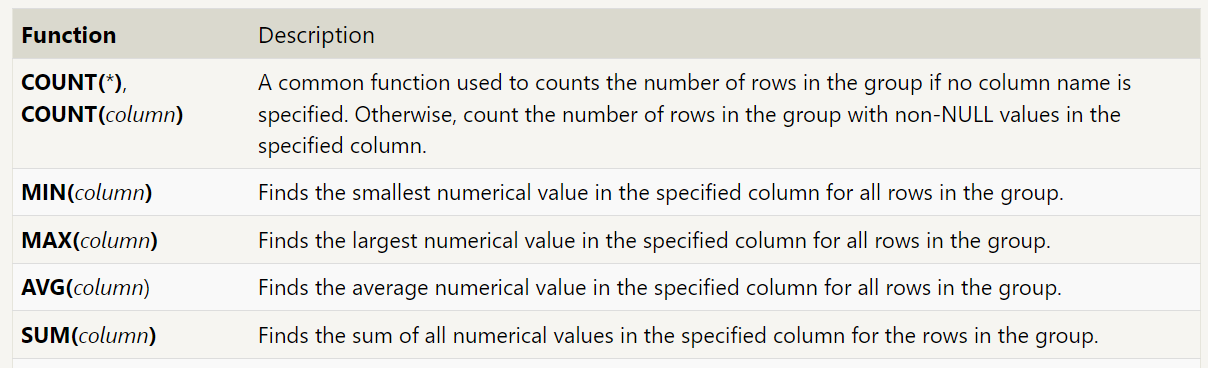 Function Description
COUNT(*), A common function used to counts the number of rows in the group if no column name is
COUNT(column) specified. Otherwise, count the number of rows in the group with non-NULL values in the
specified column.
MIN(column) Finds the smallest numerical value in the specified column for all rows in the group.
MAX(column) Finds the largest numerical value in the specified column for all rows in the group.
AVG(column) Finds the average numerical value in the specified column for all rows in the group.
SUM(column) Finds the sum of all numerical values in the specified column for the rows in the group.